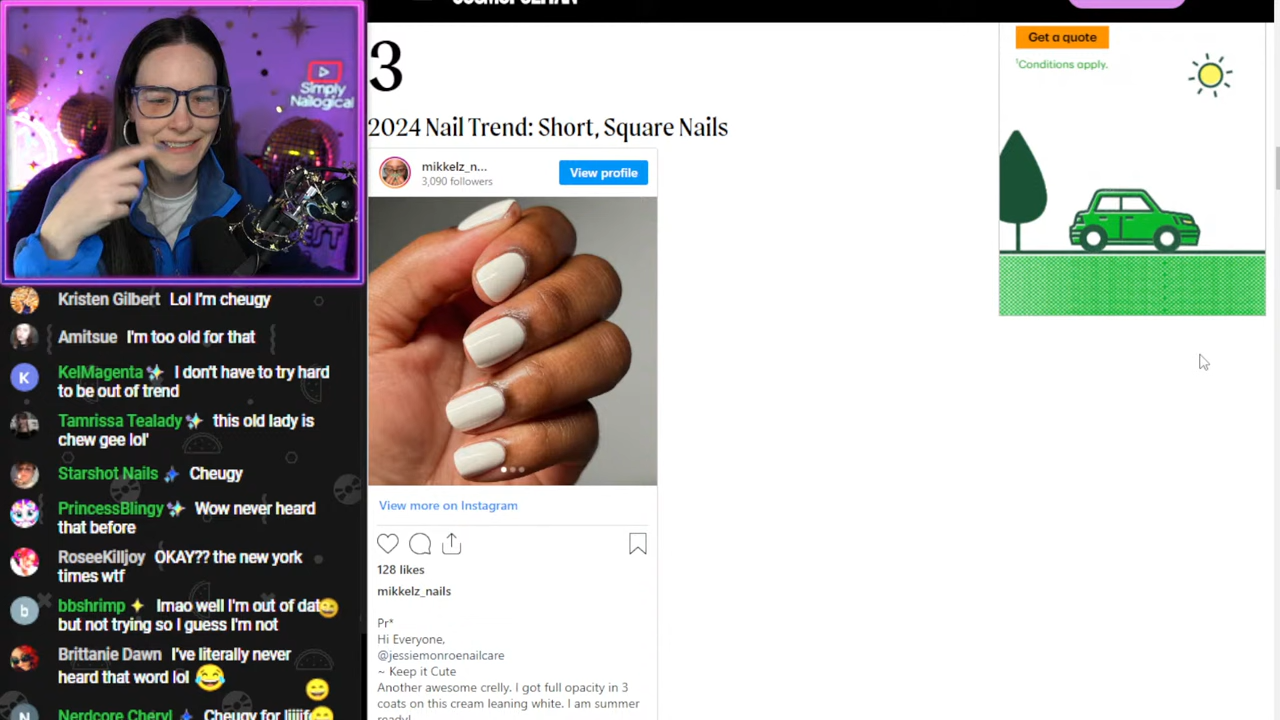 COSMOPOLITAN
Simply
Nailogical
3
2024 Nail Trend: Short, Square Nails
mikkelz_n...
3,090 followers
View profile
View more on Instagram
128 likes
mikkelz_nails
Pr*
Hi Everyone,
@jessiemonroenailcare
~ Keep it Cute
Another awesome crelly. I got full opacity in 3
coats on this cream leaning white. I am summer
ready!
Get a quote
¹Conditions apply.
Kristen Gilbert Lol I'm cheugy
Amitsue I'm too old for that
K
KelMagenta I don't have to try hard
to be out of trend
Tamrissa Tealady this old lady is
chew gee lol'
Starshot Nails Cheugy
PrincessBlingy Wow never heard
that before
RoseeKilljoy OKAY?? the new york
times wtf
b
bbshrimp lmao well I'm out of dat
but not trying so I guess I'm not
Brittanie Dawn I've literally never
heard that word lol
N
Nerdcore Cheryl Cheugy for liiiif